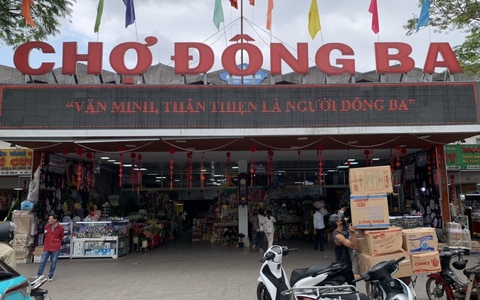 CHỢ ĐÔNG BA
“VĂN MINH, THÂN THIỆN LÀ NGƯỜI ĐÔNG BA”